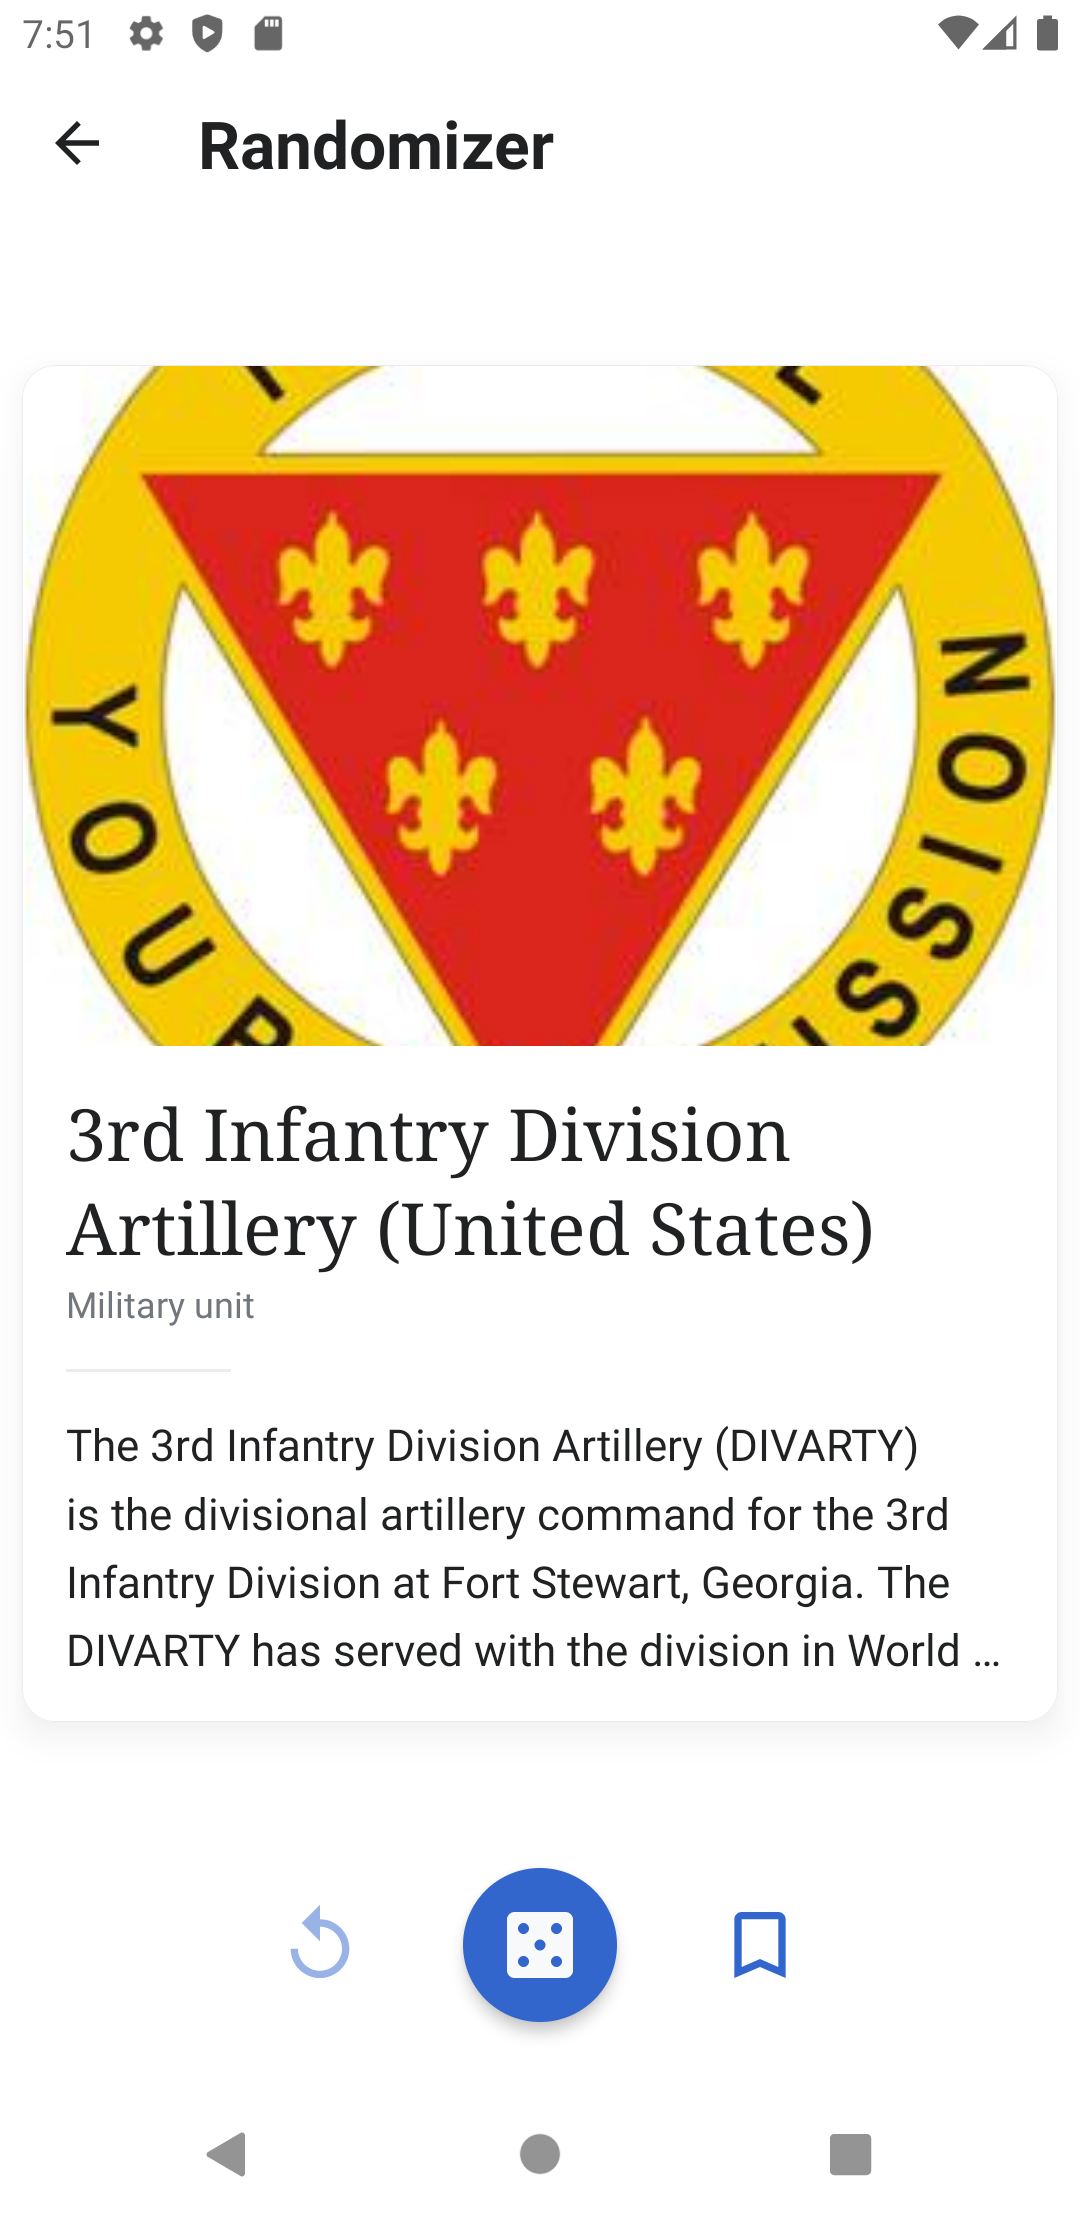 7:51
Randomizer
YOUR
ISSION
3rd Infantry Division
Artillery (United States)
Military unit
The 3rd Infantry Division Artillery (DIVARTY)
is the divisional artillery command for the 3rd
Infantry Division at Fort Stewart, Georgia. The
DIVARTY has served with the division in World ...